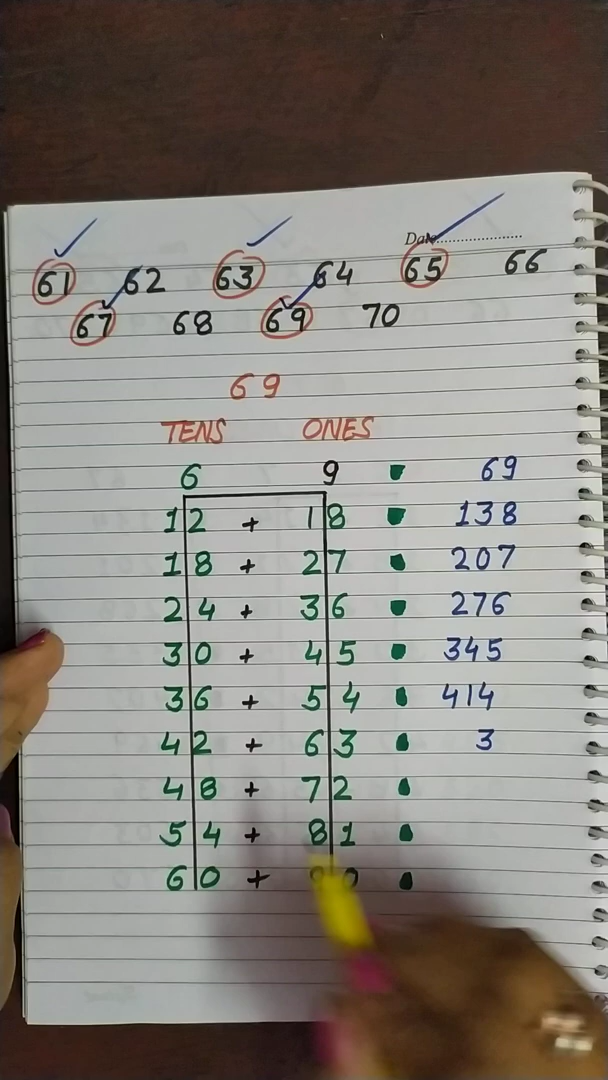 Date
61 62 63 64 65 66
67 68 69 70
69
TENS ONES
6 9 69
12 + 18 138
18 + 27 207
24 + 36 276
30 + 45 345
36 + 54 414
42 + 63 3
48 + 72
54 + 81
60 +